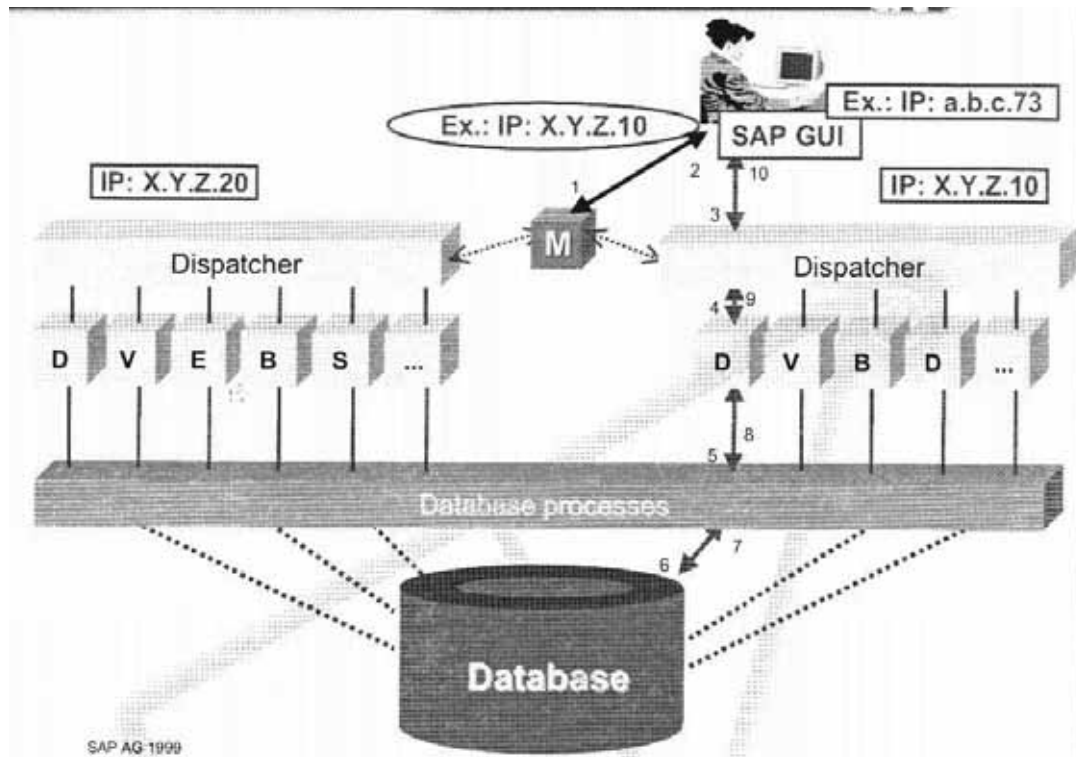 Ex.: IP: a.b.c.73
Ex.: IP: X.Y.Z.10
SAP GUI
2
10
1
IP: X.Y.Z.20
IP: X.Y.Z.10
3
M
Dispatcher
Dispatcher
4
9
D V E B S ...
D V B D ...
8
5
Database processes
7
6
Database
SAP AG 1999